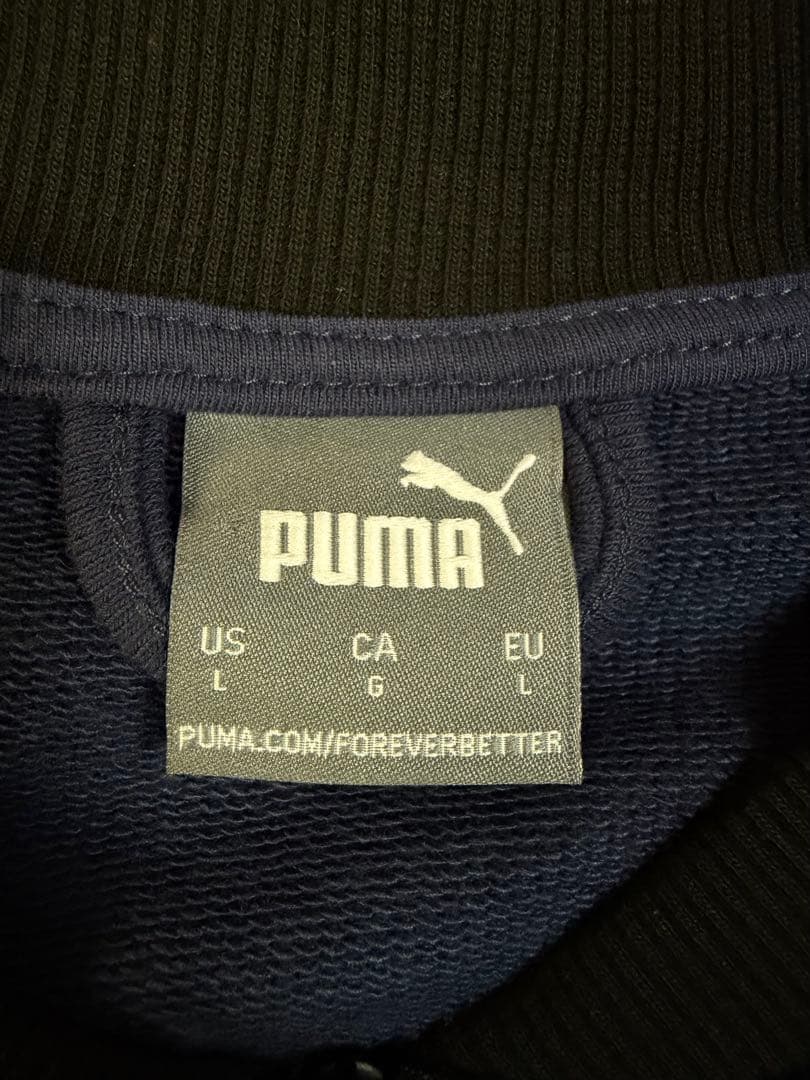 PUMA
US CA EU
L G L
PUMA.COM/FOREVERBETTER